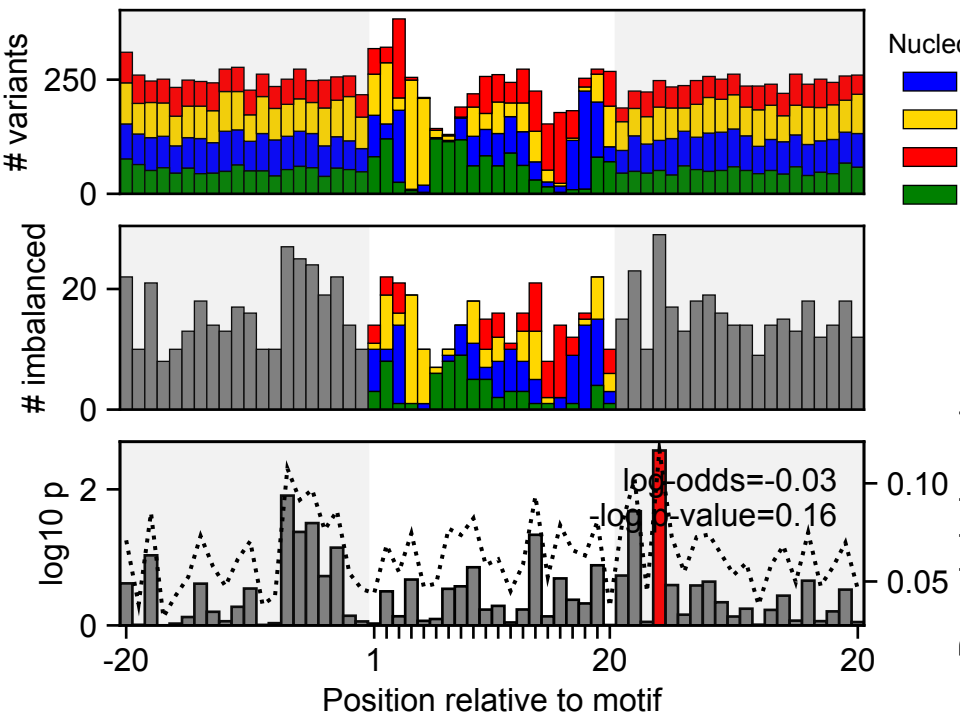 # variants
250
0
Nucleo
# imbalanced
20
0
log10 p
2
0
log-odds=-0.03
-log p-value=0.16
0.10
0.05
-20
1
20
20
Position relative to motif